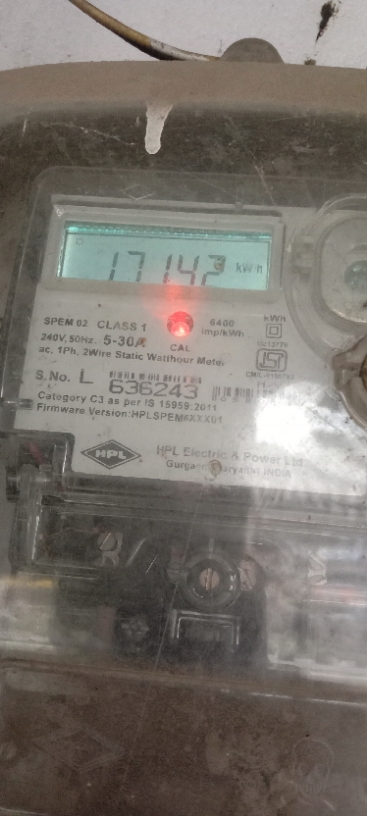 17142 kWh
SPEM 02 CLASS 1
240V, 50Hz. 5-30A
6400
imp/kWh
kWh
CAL
ac, 1Ph, 2Wire Static Watthour Meter
S. No. L 636243
Category C3 as per IS 15959:2011
Firmware Version:HPLSPEM
HPL
HPL Electric & Power Ltd.
Gurgaon INDIA